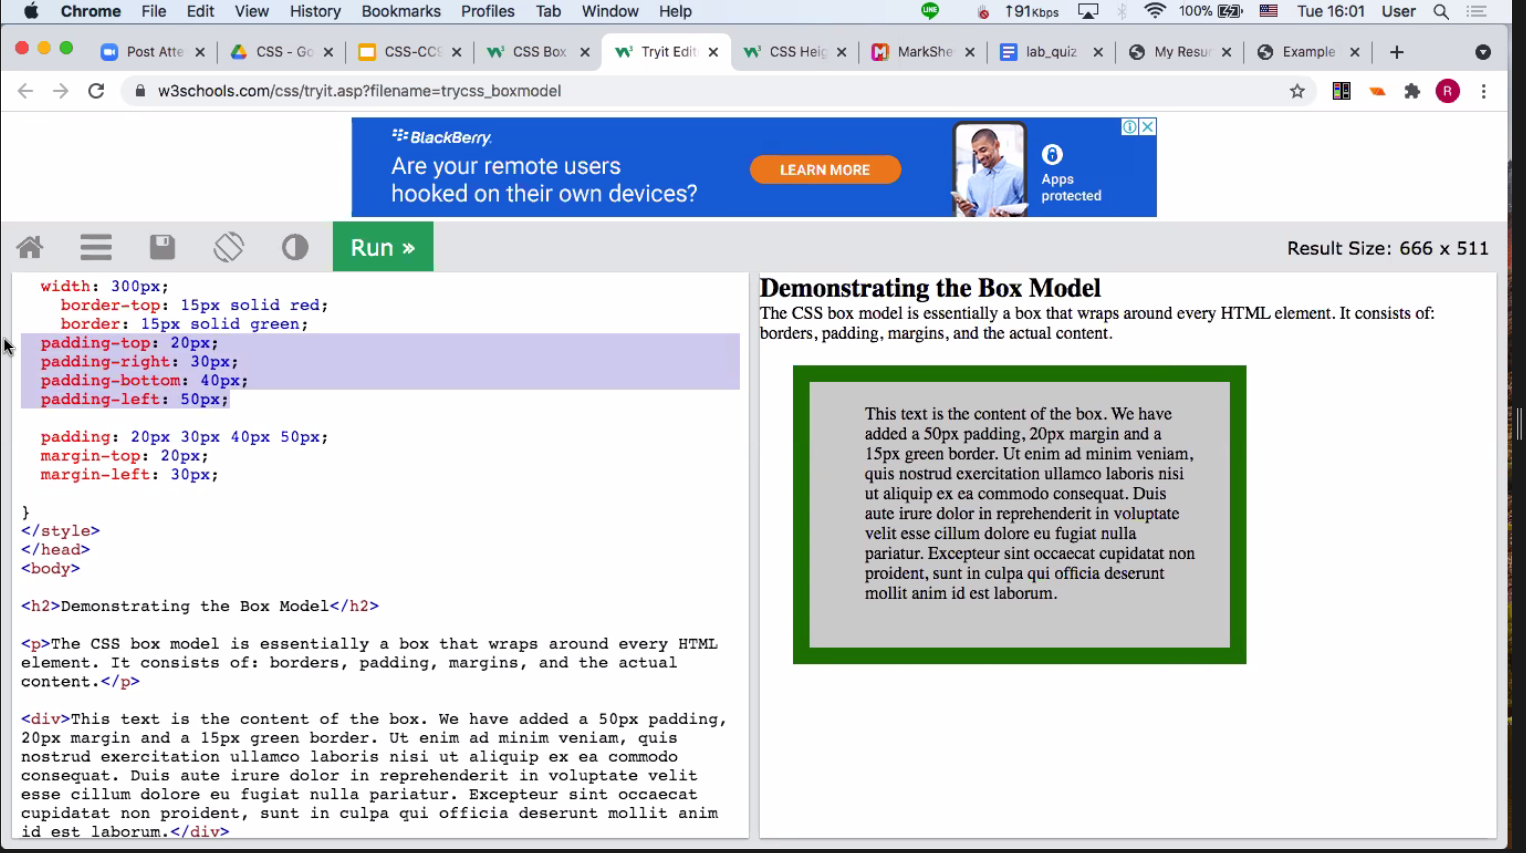 Chrome File Edit View History Bookmarks Profiles Tab Window Help LINE ↑91Kbps 100% Tue 16:01 User
Post Atte CSS - Go CSS-CCS CSS Box Tryit Edit CSS Heig MarkShe lab_quiz My Resur Example
w3schools.com/css/tryit.asp?filename=trycss_boxmodel R
BlackBerry.
Are your remote users
hooked on their own devices?
LEARN MORE
Apps
protected
Run »
Result Size: 666 x 511
width: 300px;
border-top: 15px solid red;
border: 15px solid green;
padding-top: 20px;
padding-right: 30px;
padding-bottom: 40px;
padding-left: 50px;
padding: 20px 30px 40px 50px;
margin-top: 20px;
margin-left: 30px;
}
</style>
</head>
<body>
<h2>Demonstrating the Box Model</h2>
<p>The CSS box model is essentially a box that wraps around every HTML
element. It consists of: borders, padding, margins, and the actual
content.</p>
<div>This text is the content of the box. We have added a 50px padding,
20px margin and a 15px green border. Ut enim ad minim veniam, quis
nostrud exercitation ullamco laboris nisi ut aliquip ex ea commodo
consequat. Duis aute irure dolor in reprehenderit in voluptate velit
esse cillum dolore eu fugiat nulla pariatur. Excepteur sint occaecat
cupidatat non proident, sunt in culpa qui officia deserunt mollit anim
id est laborum.</div>
Demonstrating the Box Model
The CSS box model is essentially a box that wraps around every HTML element. It consists of:
borders, padding, margins, and the actual content.
This text is the content of the box. We have
added a 50px padding, 20px margin and a
15px green border. Ut enim ad minim veniam,
quis nostrud exercitation ullamco laboris nisi
ut aliquip ex ea commodo consequat. Duis
aute irure dolor in reprehenderit in voluptate
velit esse cillum dolore eu fugiat nulla
pariatur. Excepteur sint occaecat cupidatat non
proident, sunt in culpa qui officia deserunt
mollit anim id est laborum.